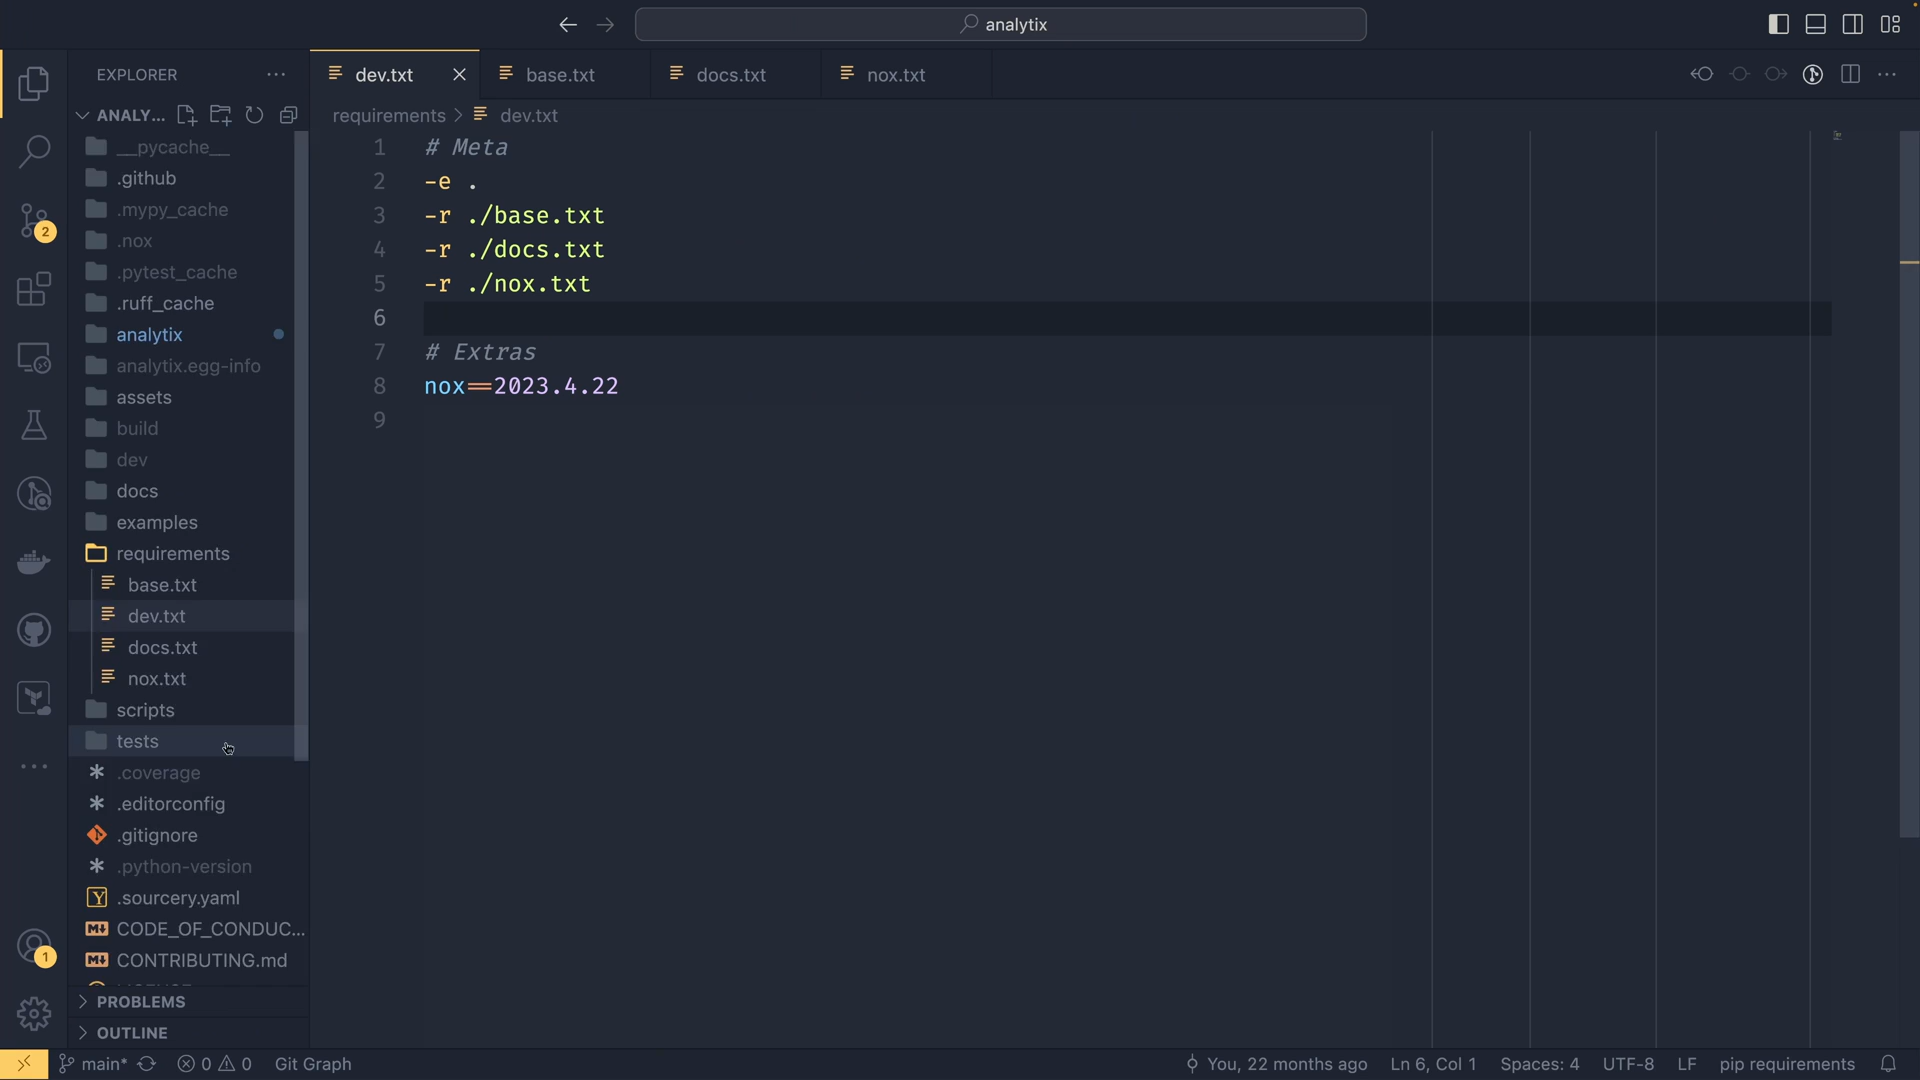 analytix
EXPLORER
dev.txt
base.txt
docs.txt
nox.txt
ANALY...
requirements > dev.txt
__pycache__
.github
.mypy_cache
.nox
.pytest_cache
.ruff_cache
analytix
analytix.egg-info
assets
build
dev
docs
examples
requirements
base.txt
dev.txt
docs.txt
nox.txt
scripts
tests
.coverage
.editorconfig
.gitignore
.python-version
.sourcery.yaml
CODE_OF_CONDUC...
CONTRIBUTING.md
PROBLEMS
OUTLINE
2
1
1 # Meta
2 -e .
3 -r ./base.txt
4 -r ./docs.txt
5 -r ./nox.txt
6
7 # Extras
8 nox==2023.4.22
9
main* 0 0 Git Graph
You, 22 months ago Ln 6, Col 1 Spaces: 4 UTF-8 LF pip requirements